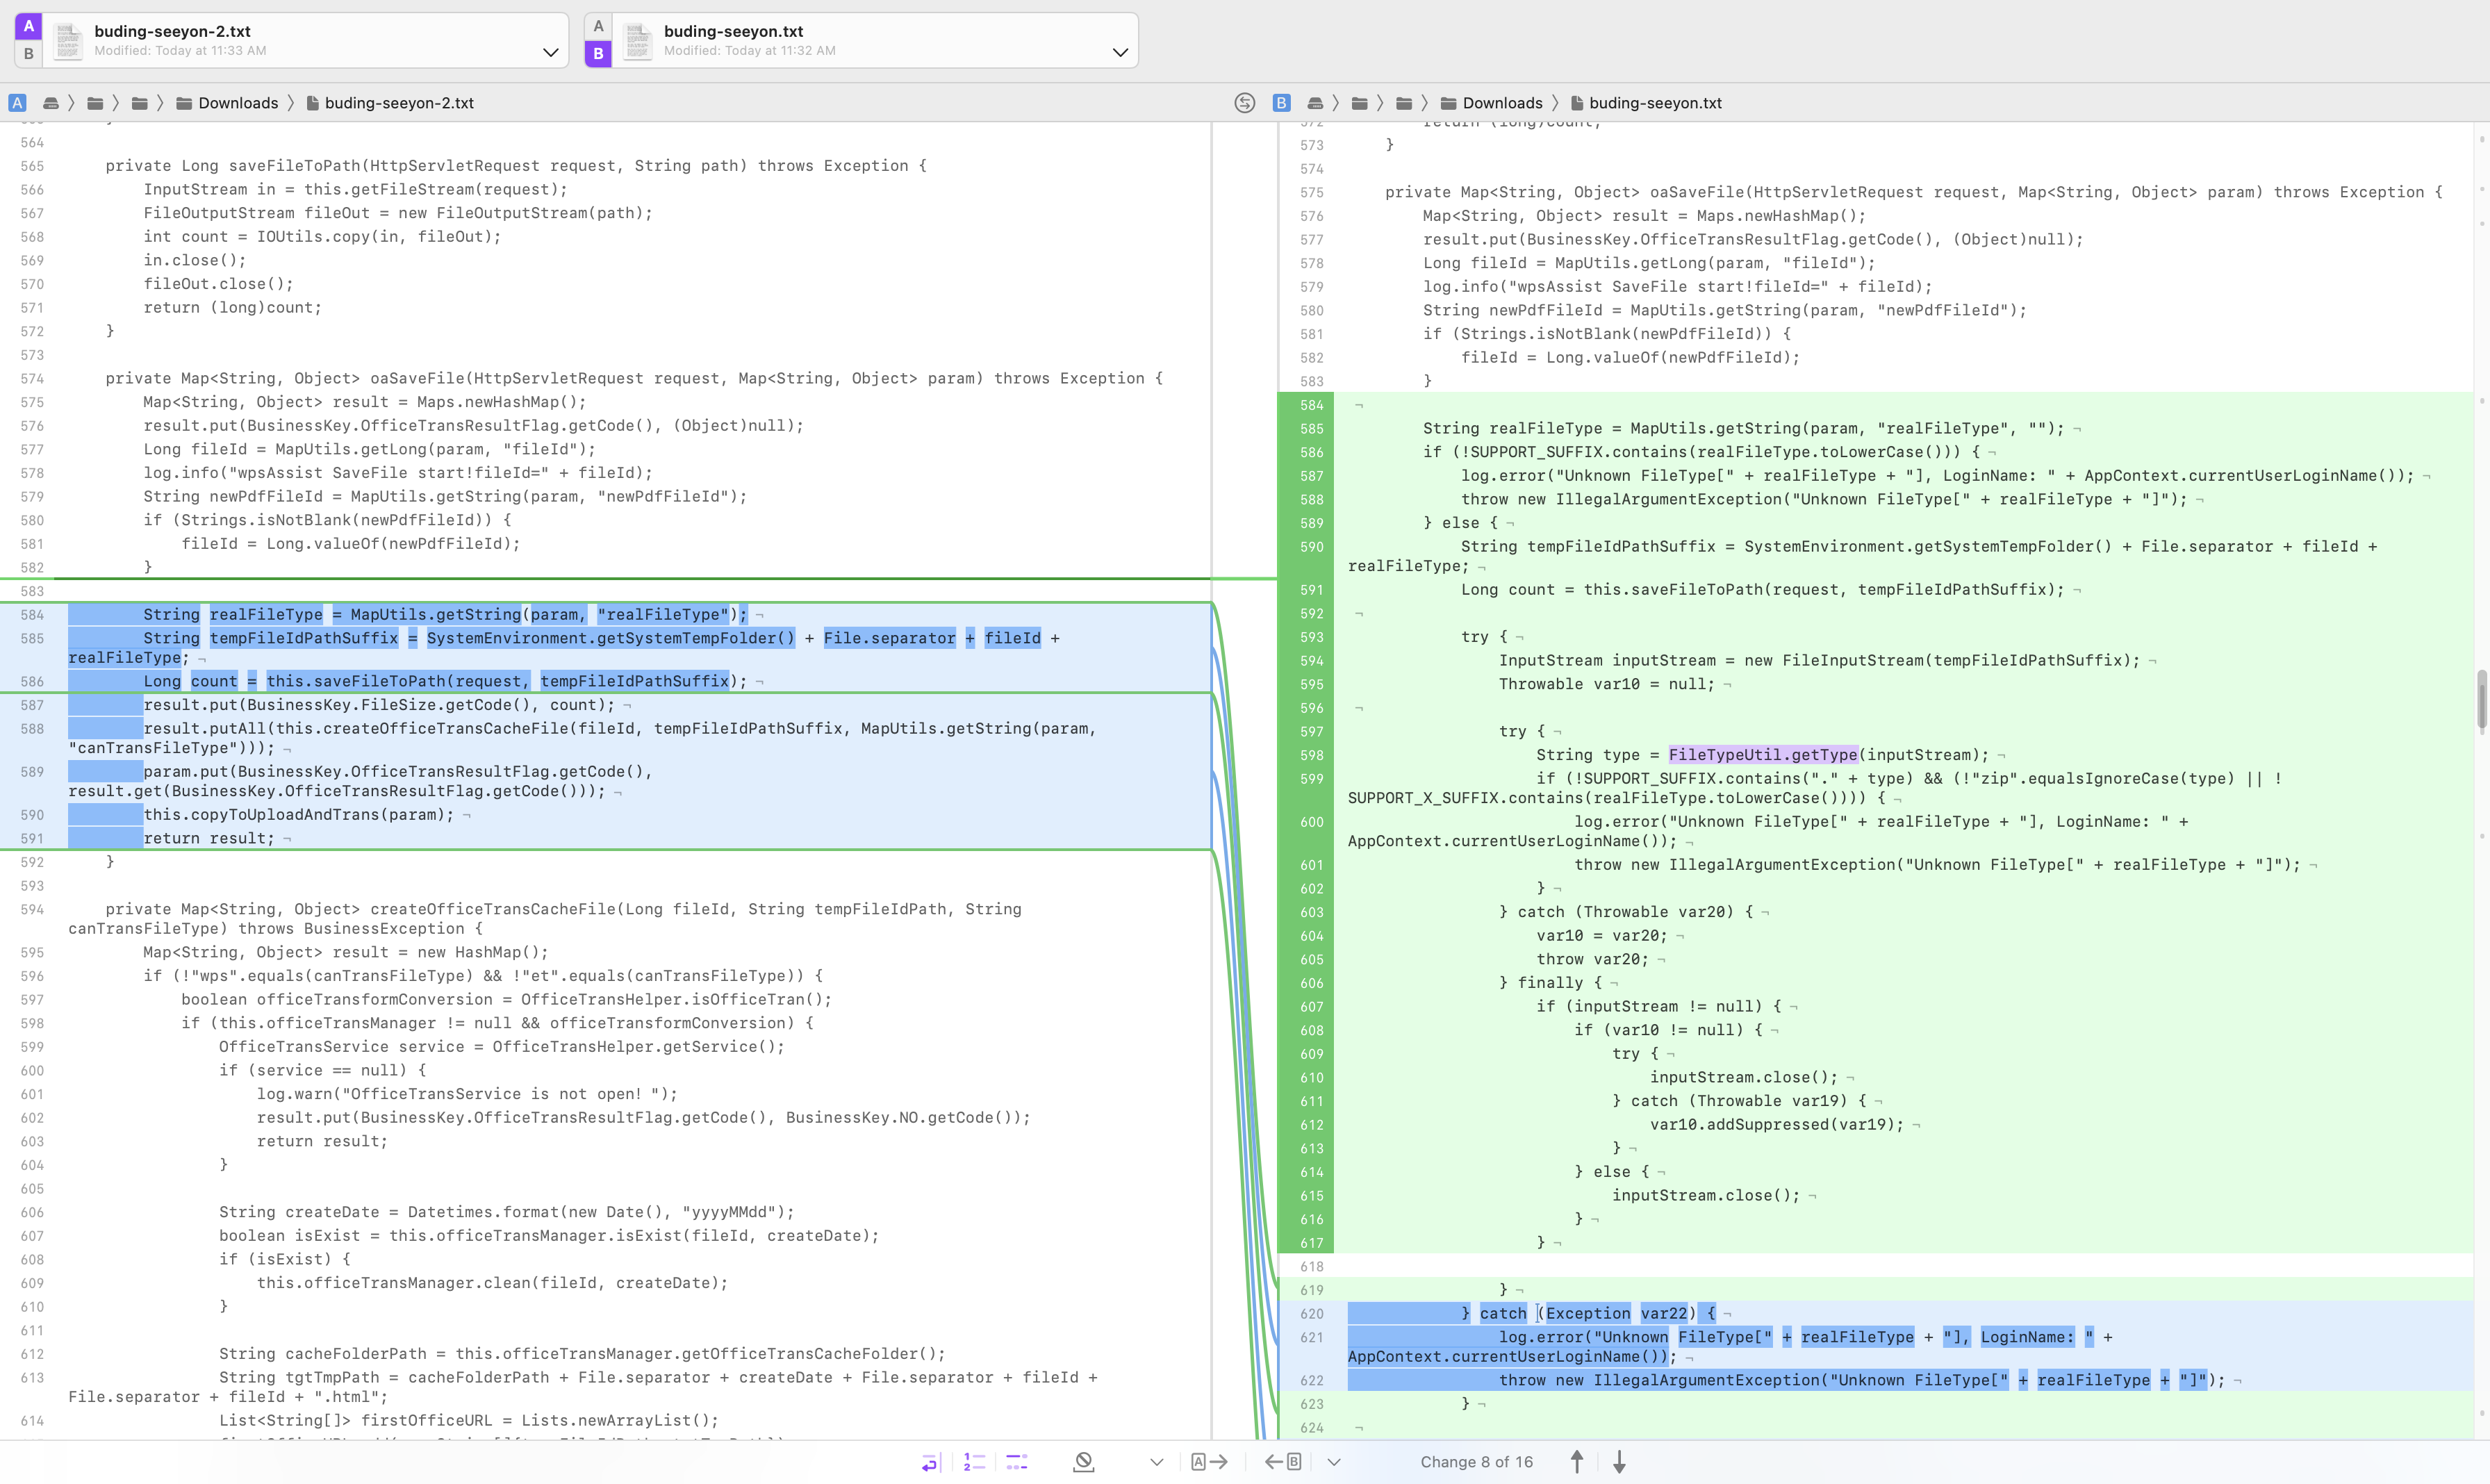 A
B
buding-seeyon-2.txt
Modified: Today at 11:33 AM
A
B
buding-seeyon.txt
Modified: Today at 11:32 AM
A
Downloads
buding-seeyon-2.txt
B
Downloads
buding-seeyon.txt
564
565 private Long saveFileToPath(HttpServletRequest request, String path) throws Exception {
566 InputStream in = this.getFileStream(request);
567 FileOutputStream fileOut = new FileOutputStream(path);
568 int count = IOUtils.copy(in, fileOut);
569 in.close();
570 fileOut.close();
571 return (long)count;
572 }
573
574 private Map<String, Object> oaSaveFile(HttpServletRequest request, Map<String, Object> param) throws Exception {
575 Map<String, Object> result = Maps.newHashMap();
576 result.put(BusinessKey.OfficeTransResultFlag.getCode(), (Object)null);
577 Long fileId = MapUtils.getLong(param, "fileId");
578 log.info("wpsAssist SaveFile start!fileId=" + fileId);
579 String newPdfFileId = MapUtils.getString(param, "newPdfFileId");
580 if (Strings.isNotBlank(newPdfFileId)) {
581 fileId = Long.valueOf(newPdfFileId);
582 }
583
584 String realFileType = MapUtils.getString(param, "realFileType"); ¬
585 String tempFileIdPathSuffix = SystemEnvironment.getSystemTempFolder() + File.separator + fileId +
realFileType; ¬
586 Long count = this.saveFileToPath(request, tempFileIdPathSuffix); ¬
587 result.put(BusinessKey.FileSize.getCode(), count); ¬
588 result.putAll(this.createOfficeTransCacheFile(fileId, tempFileIdPathSuffix, MapUtils.getString(param,
"canTransFileType"))); ¬
589 param.put(BusinessKey.OfficeTransResultFlag.getCode(),
result.get(BusinessKey.OfficeTransResultFlag.getCode())); ¬
590 this.copyToUploadAndTrans(param); ¬
591 return result; ¬
592 }
593
594 private Map<String, Object> createOfficeTransCacheFile(Long fileId, String tempFileIdPath, String
canTransFileType) throws BusinessException {
595 Map<String, Object> result = new HashMap();
596 if (!"wps".equals(canTransFileType) && !"et".equals(canTransFileType)) {
597 boolean officeTransformConversion = OfficeTransHelper.isOfficeTran();
598 if (this.officeTransManager != null && officeTransformConversion) {
599 OfficeTransService service = OfficeTransHelper.getService();
600 if (service == null) {
601 log.warn("OfficeTransService is not open! ");
602 result.put(BusinessKey.OfficeTransResultFlag.getCode(), BusinessKey.NO.getCode());
603 return result;
604 }
605
606 String createDate = Datetimes.format(new Date(), "yyyyMMdd");
607 boolean isExist = this.officeTransManager.isExist(fileId, createDate);
608 if (isExist) {
609 this.officeTransManager.clean(fileId, createDate);
610 }
611
612 String cacheFolderPath = this.officeTransManager.getOfficeTransCacheFolder();
613 String tgtTmpPath = cacheFolderPath + File.separator + createDate + File.separator + fileId +
File.separator + fileId + ".html";
614 List<String[]> firstOfficeURL = Lists.newArrayList();
572 return (long)count;
573 }
574
575 private Map<String, Object> oaSaveFile(HttpServletRequest request, Map<String, Object> param) throws Exception {
576 Map<String, Object> result = Maps.newHashMap();
577 result.put(BusinessKey.OfficeTransResultFlag.getCode(), (Object)null);
578 Long fileId = MapUtils.getLong(param, "fileId");
579 log.info("wpsAssist SaveFile start!fileId=" + fileId);
580 String newPdfFileId = MapUtils.getString(param, "newPdfFileId");
581 if (Strings.isNotBlank(newPdfFileId)) {
582 fileId = Long.valueOf(newPdfFileId);
583 }
584 ¬
585 String realFileType = MapUtils.getString(param, "realFileType", ""); ¬
586 if (!SUPPORT_SUFFIX.contains(realFileType.toLowerCase())) { ¬
587 log.error("Unknown FileType[" + realFileType + "], LoginName: " + AppContext.currentUserLoginName()); ¬
588 throw new IllegalArgumentException("Unknown FileType[" + realFileType + "]"); ¬
589 } else { ¬
590 String tempFileIdPathSuffix = SystemEnvironment.getSystemTempFolder() + File.separator + fileId +
realFileType; ¬
591 Long count = this.saveFileToPath(request, tempFileIdPathSuffix); ¬
592 ¬
593 try { ¬
594 InputStream inputStream = new FileInputStream(tempFileIdPathSuffix); ¬
595 Throwable var10 = null; ¬
596 ¬
597 try { ¬
598 String type = FileTypeUtil.getType(inputStream); ¬
599 if (!SUPPORT_SUFFIX.contains("." + type) && (!"zip".equalsIgnoreCase(type) || !
SUPPORT_X_SUFFIX.contains(realFileType.toLowerCase()))) { ¬
600 log.error("Unknown FileType[" + realFileType + "], LoginName: " +
AppContext.currentUserLoginName()); ¬
601 throw new IllegalArgumentException("Unknown FileType[" + realFileType + "]"); ¬
602 } ¬
603 } catch (Throwable var20) { ¬
604 var10 = var20; ¬
605 throw var20; ¬
606 } finally { ¬
607 if (inputStream != null) { ¬
608 if (var10 != null) { ¬
609 try { ¬
610 inputStream.close(); ¬
611 } catch (Throwable var19) { ¬
612 var10.addSuppressed(var19); ¬
613 } ¬
614 } else { ¬
615 inputStream.close(); ¬
616 } ¬
617 } ¬
618
619 } ¬
620 } catch (Exception var22) { ¬
621 log.error("Unknown FileType[" + realFileType + "], LoginName: " +
AppContext.currentUserLoginName()); ¬
622 throw new IllegalArgumentException("Unknown FileType[" + realFileType + "]"); ¬
623 } ¬
624 ¬
A
B
Change 8 of 16